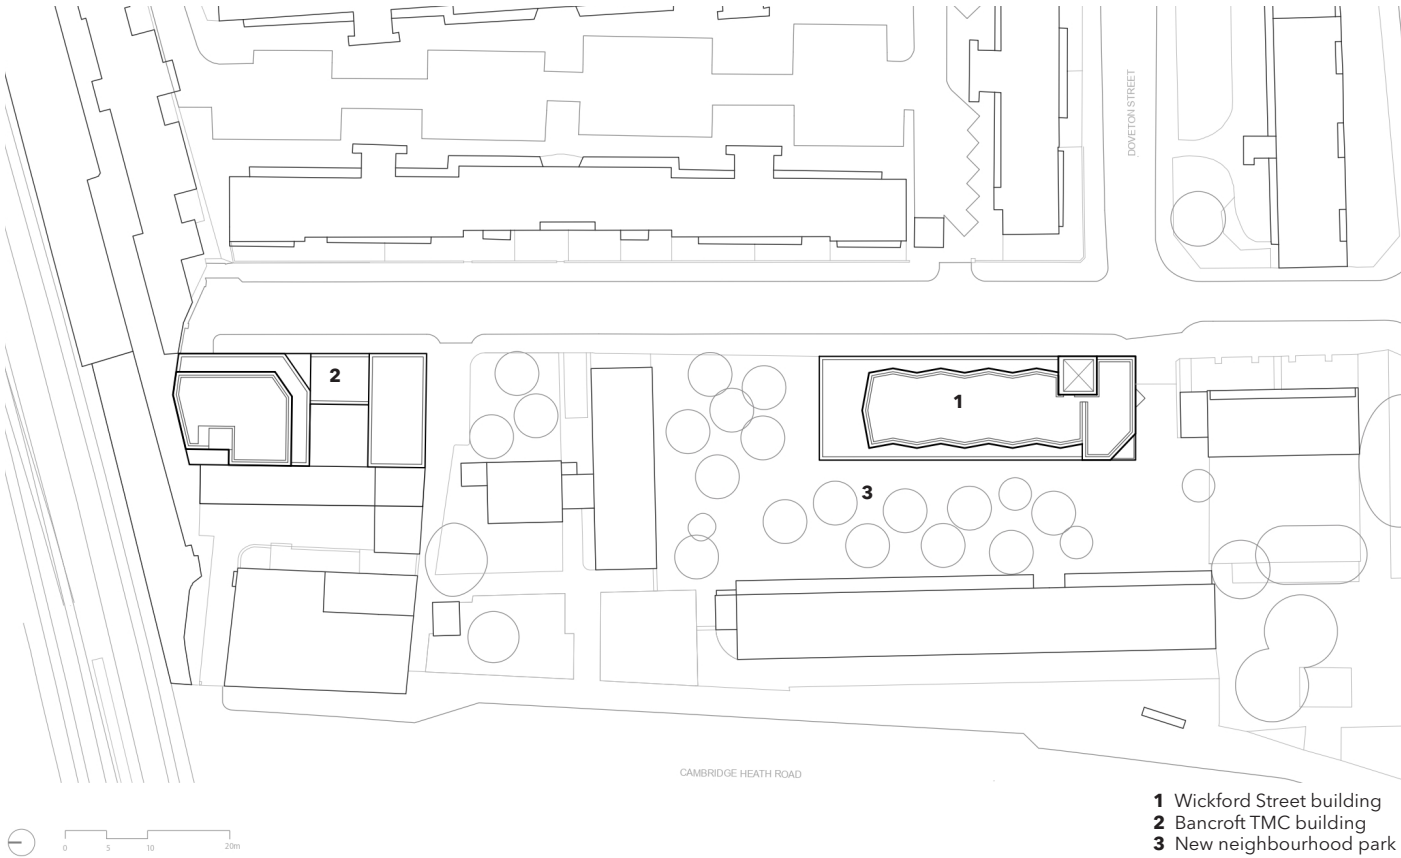 DOVETON STREET
2
1
3
CAMBRIDGE HEATH ROAD
1 Wickford Street building
2 Bancroft TMC building
3 New neighbourhood park
0 5 10 20m